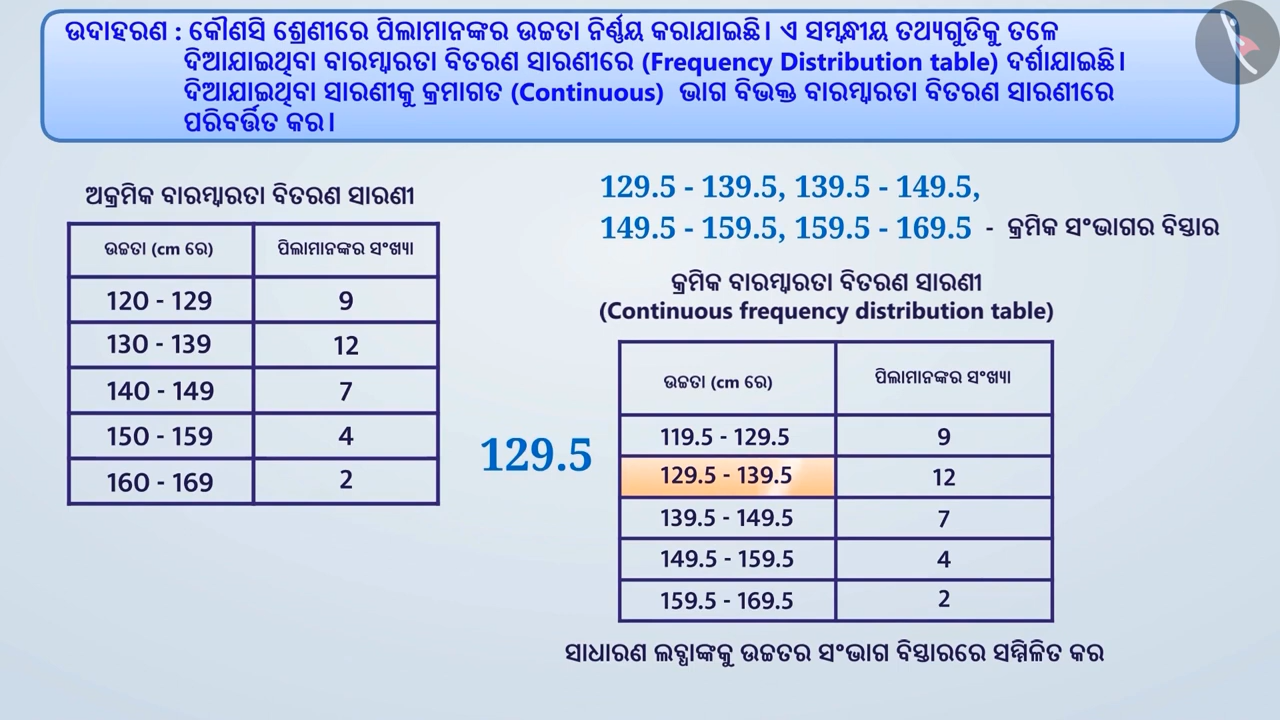 ଉଦାହରଣ : କୌଣସି ଶ୍ରେଣୀରେ ପିଲାମାନଙ୍କର ଉଚ୍ଚତା ନିର୍ଣ୍ଣୟ କରାଯାଇଛି। ଏ ସମ୍ବନ୍ଧୀୟ ତଥ୍ୟଗୁଡିକୁ ତଳେ
ଦିଆଯାଇଥିବା ବାରମ୍ବାରତା ବିତରଣ ସାରଣୀରେ (Frequency Distribution table) ଦର୍ଶାଯାଇଛି।
ଦିଆଯାଇଥିବା ସାରଣୀକୁ କ୍ରମାଗତ (Continuous) ଭାଗ ବିଭକ୍ତ ବାରମ୍ବାରତା ବିତରଣ ସାରଣୀରେ
ପରିବର୍ତ୍ତିତ କର।
ଅକ୍ରମିକ ବାରମ୍ବାରତା ବିତରଣ ସାରଣୀ
ଉଚ୍ଚତା (cm ରେ) ପିଲାମାନଙ୍କର ସଂଖ୍ୟା
120 - 129 9
130 - 139 12
140 - 149 7
150 - 159 4
160 - 169 2
129.5 - 139.5, 139.5 - 149.5,
149.5 - 159.5, 159.5 - 169.5 - କ୍ରମିକ ସଂଭାଗର ବିସ୍ତାର
କ୍ରମିକ ବାରମ୍ବାରତା ବିତରଣ ସାରଣୀ
(Continuous frequency distribution table)
ଉଚ୍ଚତା (cm ରେ) ପିଲାମାନଙ୍କର ସଂଖ୍ୟା
119.5 - 129.5 9
129.5
129.5 - 139.5 12
139.5 - 149.5 7
149.5 - 159.5 4
159.5 - 169.5 2
ସାଧାରଣ ଲବ୍ଧାଙ୍କକୁ ଉଚ୍ଚତର ସଂଭାଗ ବିସ୍ତାରରେ ସମ୍ମିଳିତ କର